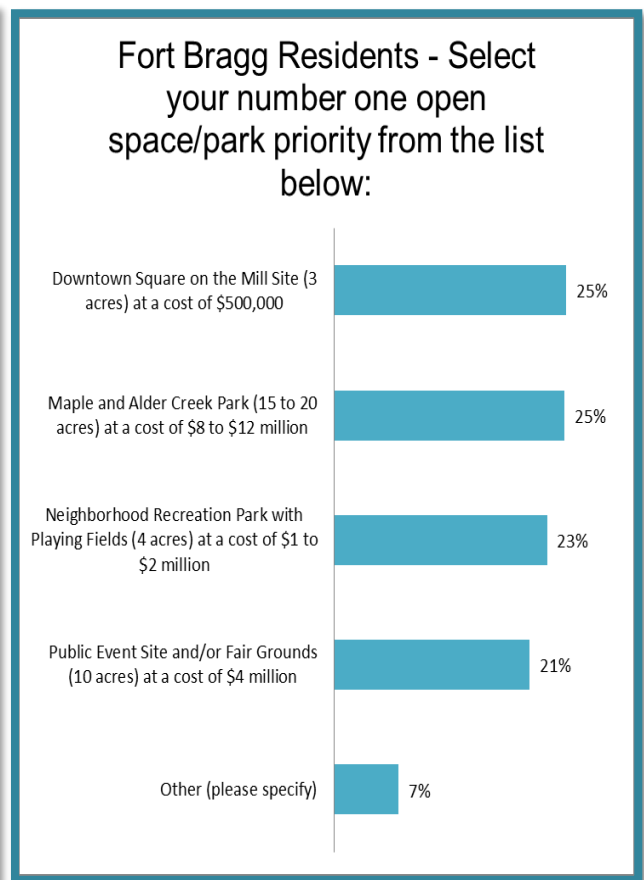 Fort Bragg Residents - Select
your number one open
space/park priority from the list
below:
Downtown Square on the Mill Site (3
acres) at a cost of $500,000
25%
Maple and Alder Creek Park (15 to 20
acres) at a cost of $8 to $12 million
25%
Neighborhood Recreation Park with
Playing Fields (4 acres) at a cost of $1 to
$2 million
23%
Public Event Site and/or Fair Grounds
(10 acres) at a cost of $4 million
21%
Other (please specify)
7%